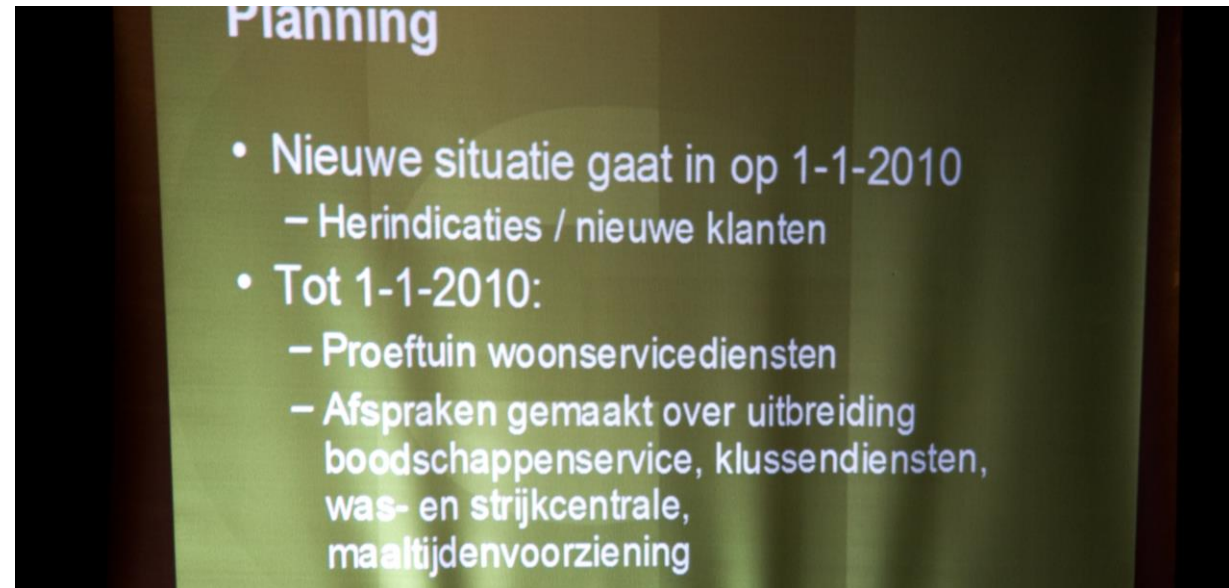 Planning
• Nieuwe situatie gaat in op 1-1-2010
– Herindicaties / nieuwe klanten
• Tot 1-1-2010:
– Proeftuin woonservicediensten
– Afspraken gemaakt over uitbreiding
boodschappenservice, klussendiensten,
was- en strijkcentrale,
maaltijdenvoorziening